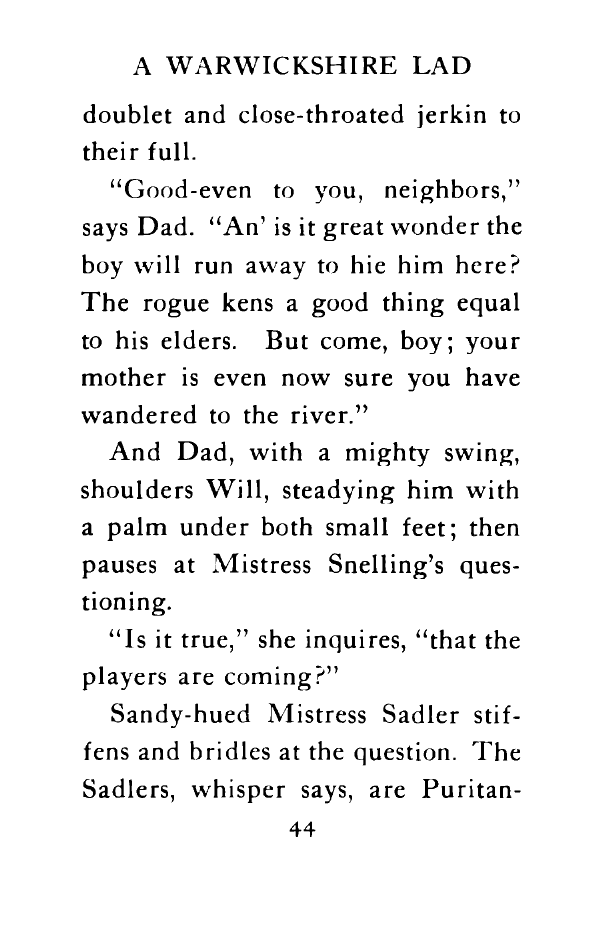 A WARWICKSHIRE LAD
doublet and close-throated jerkin to
their full.
“Good-even to you, neighbors,”
says Dad. “An’ is it great wonder the
boy will run away to hie him here?
The rogue kens a good thing equal
to his elders. But come, boy; your
mother is even now sure you have
wandered to the river.”
And Dad, with a mighty swing,
shoulders Will, steadying him with
a palm under both small feet; then
pauses at Mistress Snelling’s ques-
tioning.
“Is it true,” she inquires, “that the
players are coming?”
Sandy-hued Mistress Sadler stif-
fens and bridles at the question. The
Sadlers, whisper says, are Puritan-
44